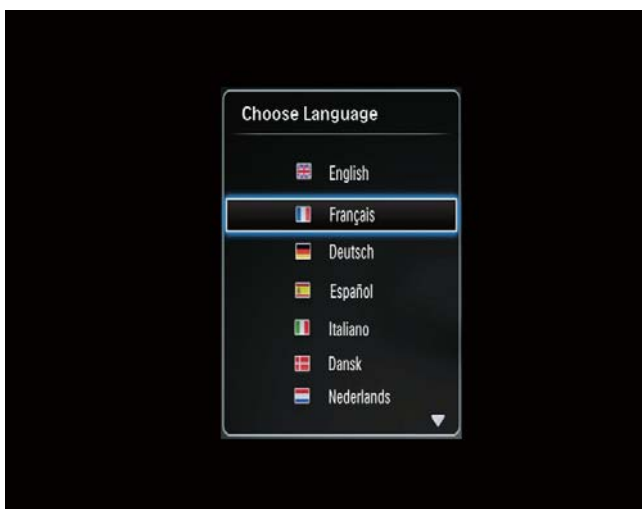 Choose Language
English
Français
Deutsch
Español
Italiano
Dansk
Nederlands